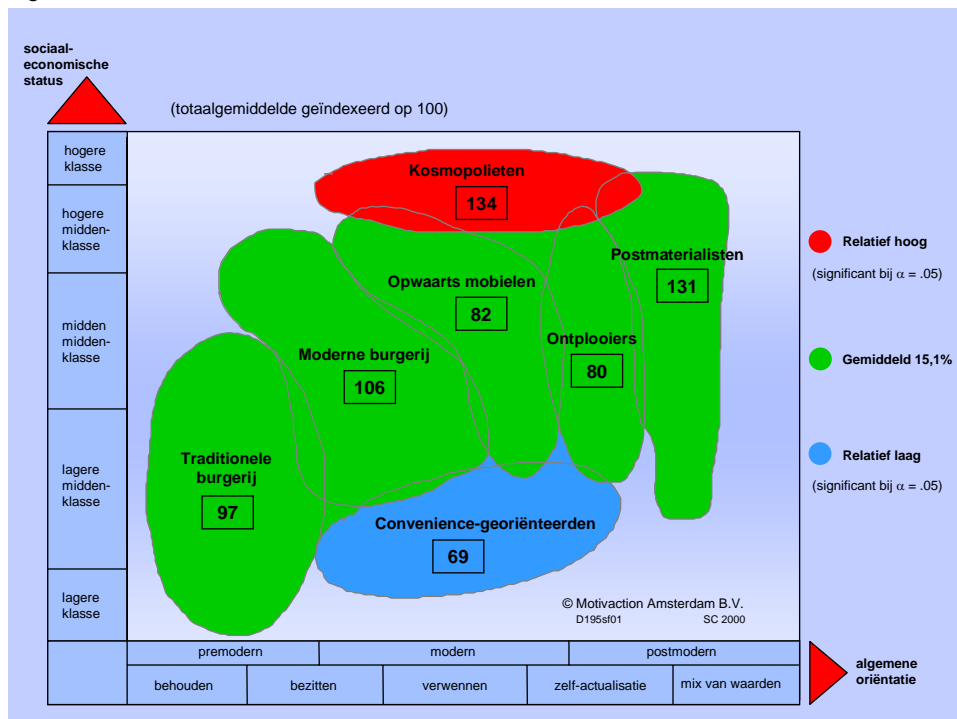 sociaal-
economische
status
(totaalgemiddelde geïndexeerd op 100)
hogere
klasse
hogere
midden-
klasse
midden
midden-
klasse
lagere
midden-
klasse
lagere
klasse
Kosmopolieten
134
Postmaterialisten
131
Opwaarts mobielen
82
Ontplooiers
80
Moderne burgerij
106
Traditionele
burgerij
97
Convenience-georiënteerden
69
Relatief hoog
(significant bij α = .05)
Gemiddeld 15,1%
Relatief laag
(significant bij α = .05)
© Motivaction Amsterdam B.V.
D195sf01 SC 2000
premodern modern postmodern
behouden bezitten verwennen zelf-actualisatie mix van waarden
algemene
oriëntatie